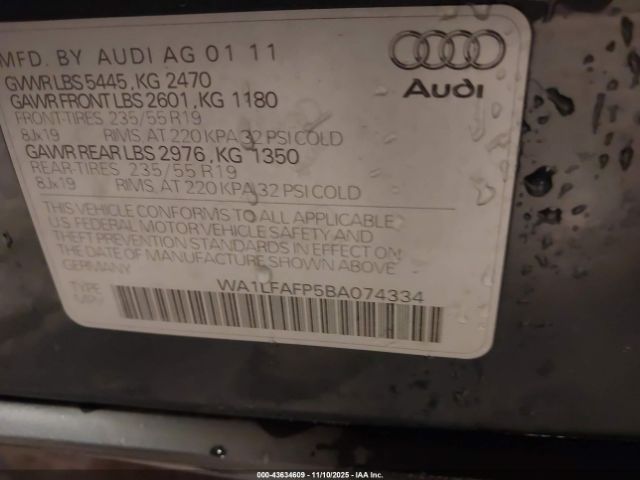 MFD. BY AUDI AG 01 11
GVWR LBS 5445, KG 2470
GAWR FRONT LBS 2601, KG 1180
FRONT-TIRES 235/55 R19
8Jx19 RIMS, AT 220 KPA/32 PSI COLD
GAWR REAR LBS 2976, KG 1350
REAR-TIRES 235/55 R19
8Jx19 RIMS, AT 220 KPA/32 PSI COLD
THIS VEHICLE CONFORMS TO ALL APPLICABLE
U.S. FEDERAL MOTOR VEHICLE SAFETY AND
THEFT PREVENTION STANDARDS IN EFFECT ON
THE DATE OF MANUFACTURE SHOWN ABOVE
GERMANY
WA1LFAFP5BA074334
TYPE
MPV
Audi
000-43634609 - 11/10/2025 - IAA Inc.